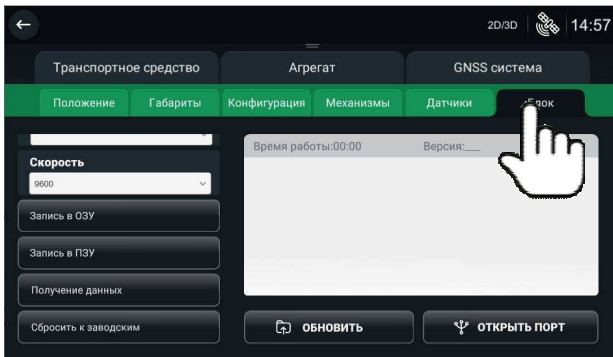 2D/3D 14:57
Транспортное средство Агрегат GNSS система
Положение Габариты Конфигурация Механизмы Датчики Блок
Время работы:00:00 Версия:___
Скорость
9600
Запись в ОЗУ
Запись в ПЗУ
Получение данных
Сбросить к заводским
ОБНОВИТЬ ОТКРЫТЬ ПОРТ